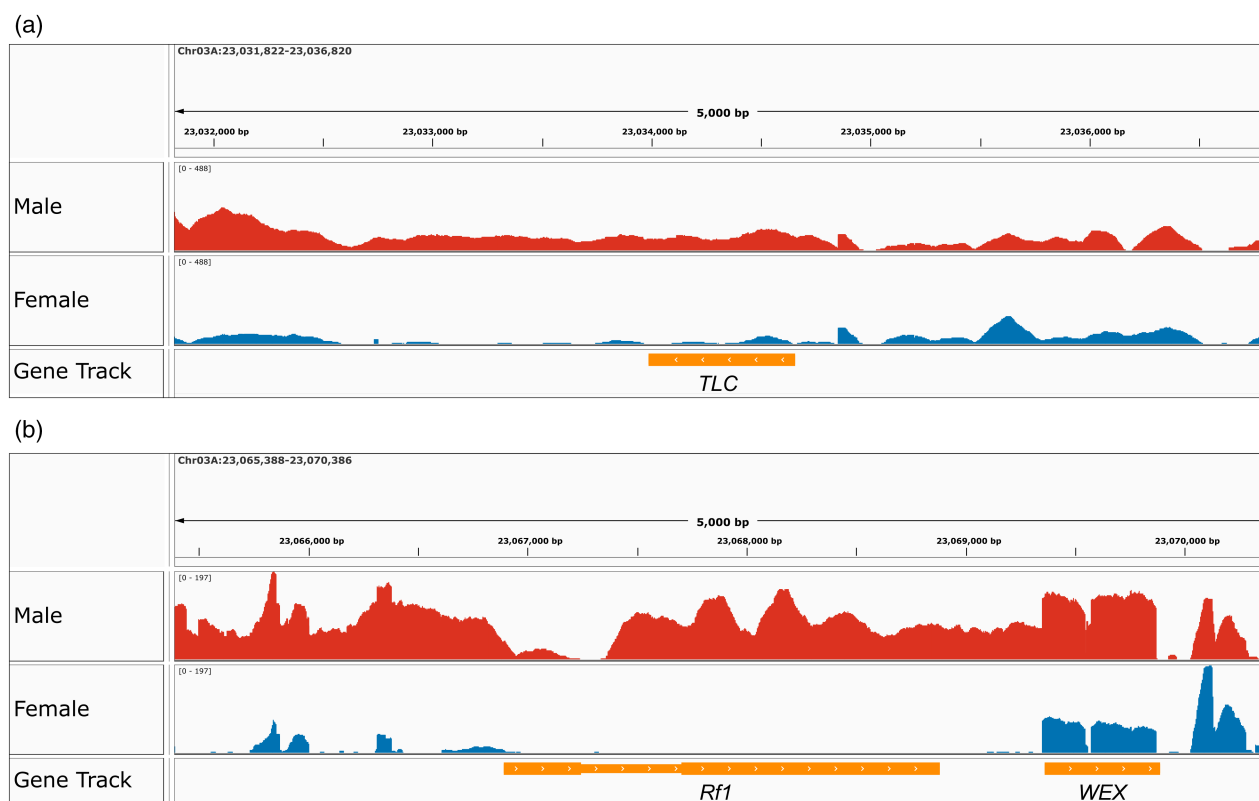 (a)
Chr03A:23,031,822-23,036,820
5,000 bp
23,032,000 bp 23,033,000 bp 23,034,000 bp 23,035,000 bp 23,036,000 bp
Male
[0 - 488]
Female
[0 - 488]
Gene Track
TLC
(b)
Chr03A:23,065,388-23,070,386
5,000 bp
23,066,000 bp 23,067,000 bp 23,068,000 bp 23,069,000 bp 23,070,000 bp
Male
[0 - 197]
Female
[0 - 197]
Gene Track
Rf1 WEX